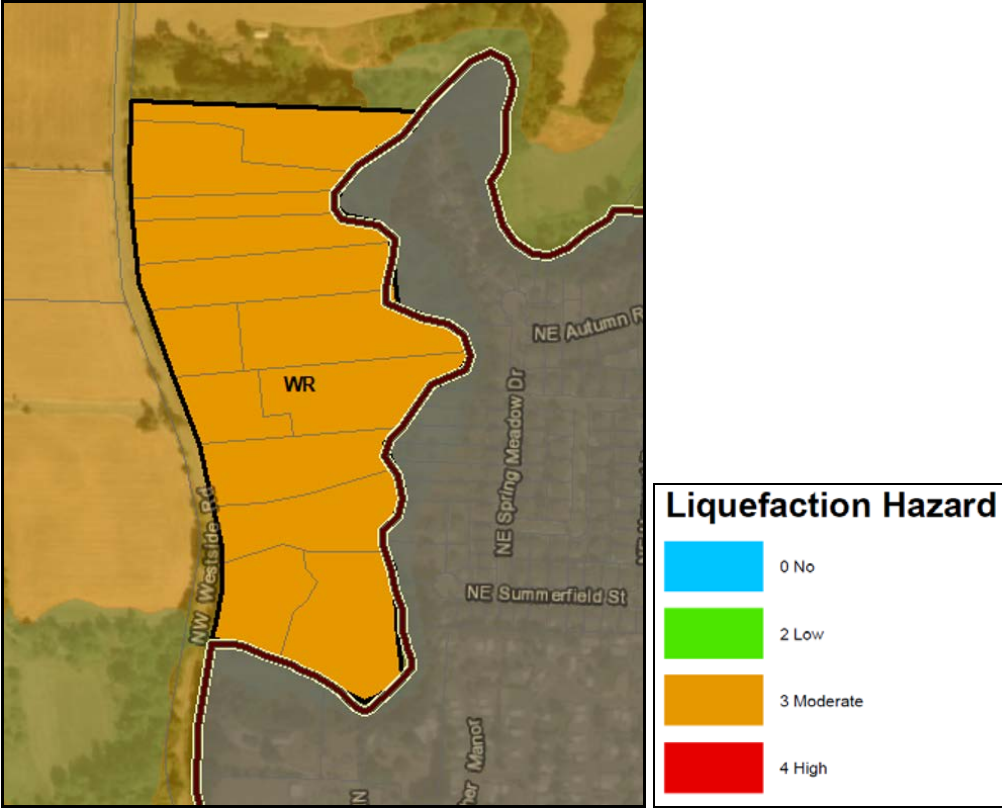 NE Autumn R
WR
NE Spring Meadow Dr
NW Westside Rd
NE Summerfield St
her Manor
N
Liquefaction Hazard
0 No
2 Low
3 Moderate
4 High